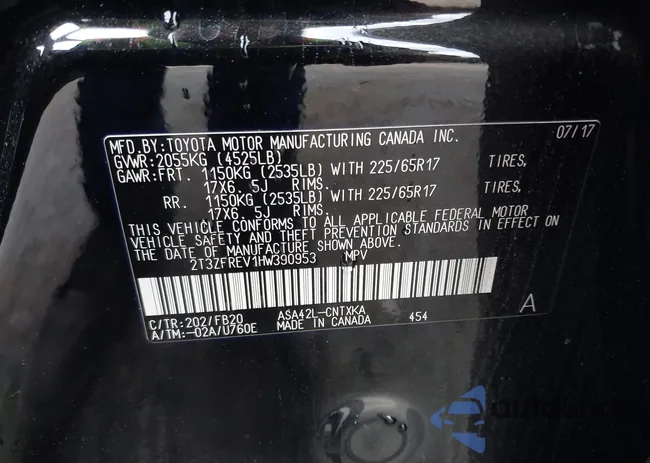 MFD.BY:TOYOTA MOTOR MANUFACTURING CANADA INC. 07/17
GVWR:2055KG (4525LB)
GAWR:FRT. 1150KG (2535LB) WITH 225/65R17 TIRES,
17X6. 5J RIMS.
RR. 1150KG (2535LB) WITH 225/65R17 TIRES,
17X6. 5J RIMS.
THIS VEHICLE CONFORMS TO ALL APPLICABLE FEDERAL MOTOR
VEHICLE SAFETY AND THEFT PREVENTION STANDARDS IN EFFECT ON
THE DATE OF MANUFACTURE SHOWN ABOVE.
2T3ZFREV1HW390953 MPV
C/TR:202/FB20 ASA42L-CNTXKA 454 A
A/TM:-02A/U760E MADE IN CANADA